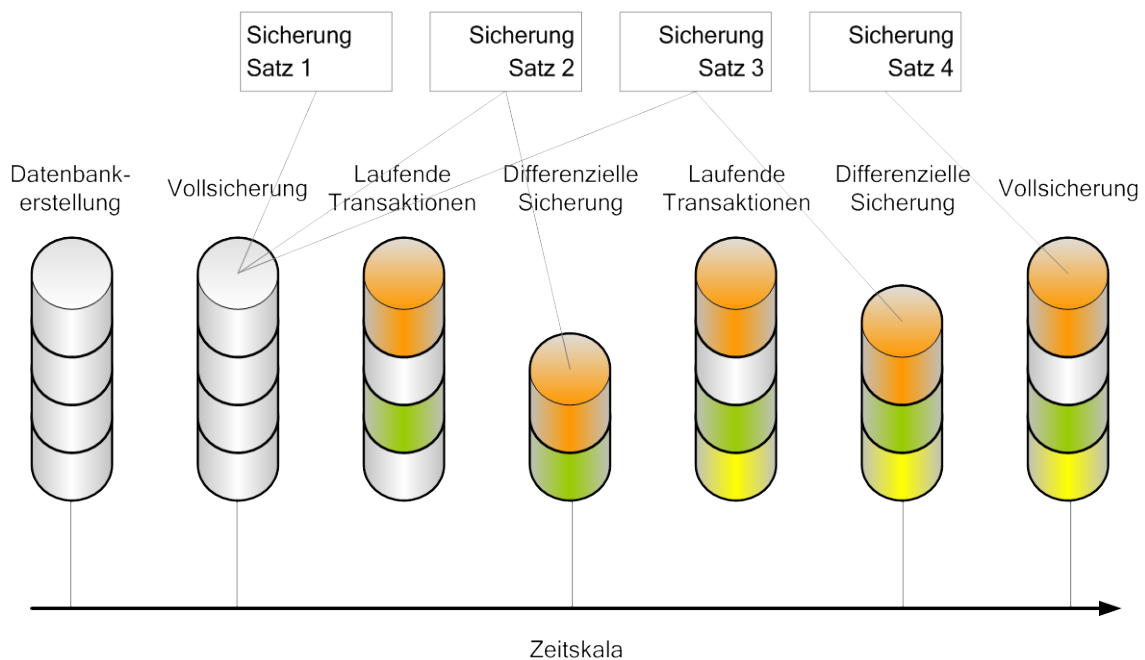 Sicherung
Satz 1
Sicherung
Satz 2
Sicherung
Satz 3
Sicherung
Satz 4
Datenbank-
erstellung
Vollsicherung
Laufende
Transaktionen
Differenzielle
Sicherung
Laufende
Transaktionen
Differenzielle
Sicherung
Vollsicherung
Zeitskala